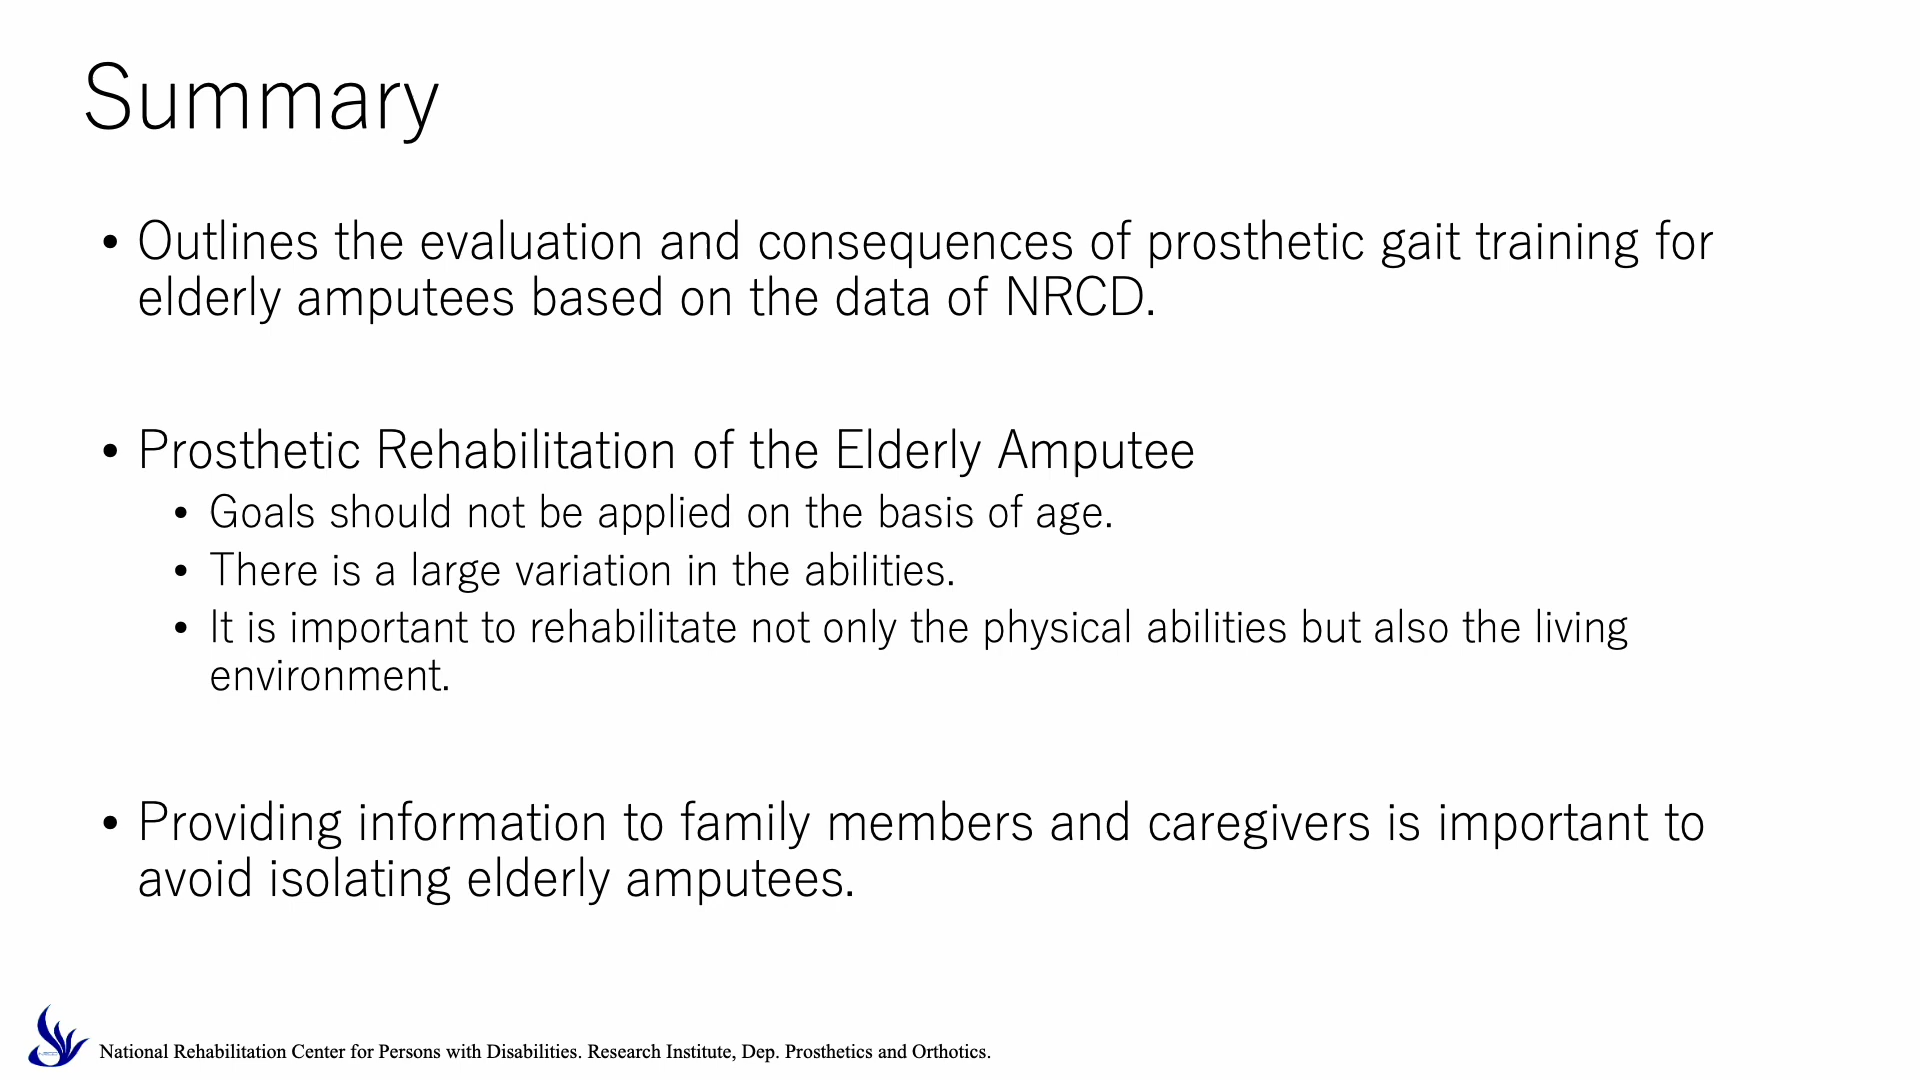 Summary
• Outlines the evaluation and consequences of prosthetic gait training for
elderly amputees based on the data of NRCD.
• Prosthetic Rehabilitation of the Elderly Amputee
• Goals should not be applied on the basis of age.
• There is a large variation in the abilities.
• It is important to rehabilitate not only the physical abilities but also the living
environment.
• Providing information to family members and caregivers is important to
avoid isolating elderly amputees.
National Rehabilitation Center for Persons with Disabilities. Research Institute, Dep. Prosthetics and Orthotics.